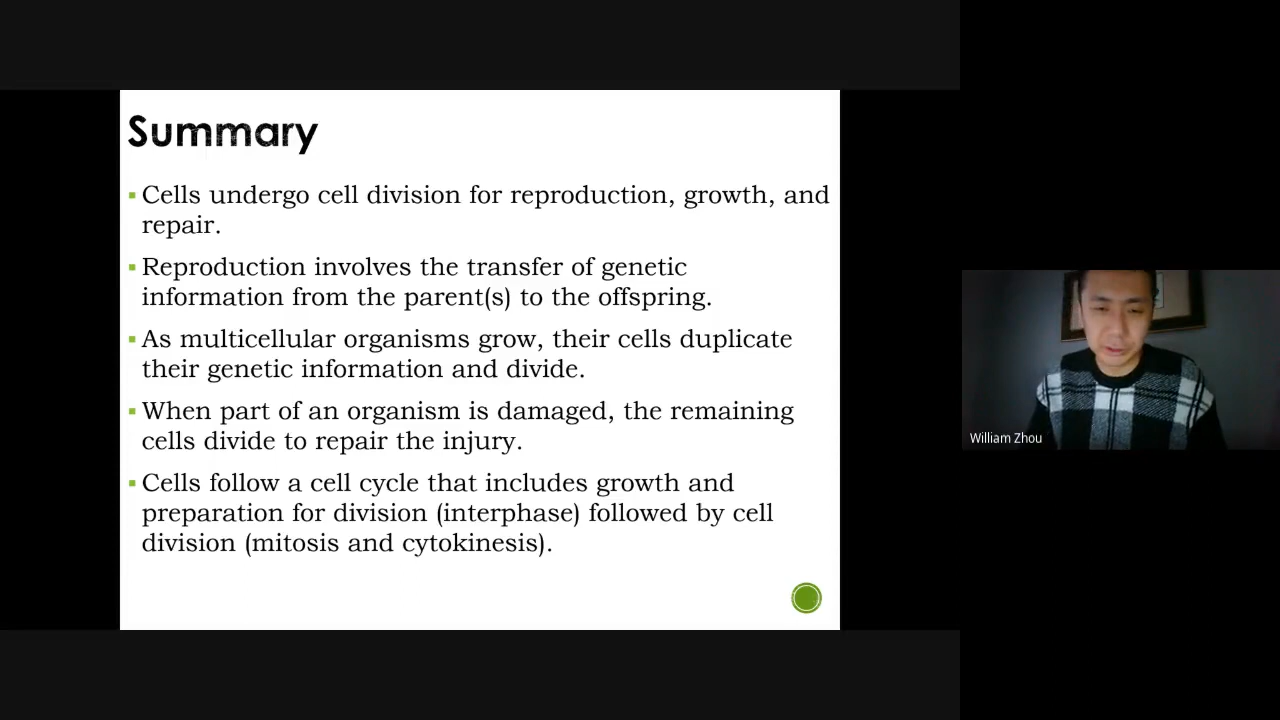 Summary
Cells undergo cell division for reproduction, growth, and
repair.
Reproduction involves the transfer of genetic
information from the parent(s) to the offspring.
As multicellular organisms grow, their cells duplicate
their genetic information and divide.
When part of an organism is damaged, the remaining
cells divide to repair the injury.
Cells follow a cell cycle that includes growth and
preparation for division (interphase) followed by cell
division (mitosis and cytokinesis).
William Zhou